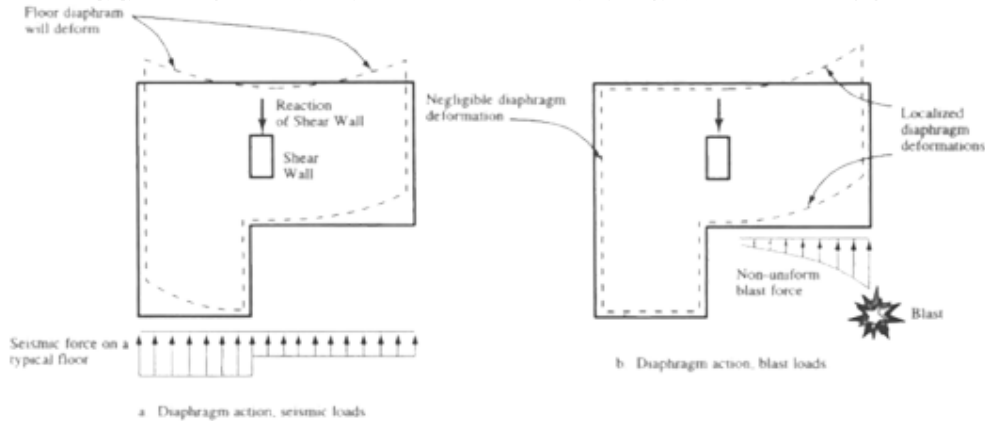 Floor diaphram
will deform
Reaction
of Shear Wall
Shear
Wall
Seismic force on a
typical floor
a Diaphragm action, seismic loads
Negligible diaphragm
deformation
Localized
diaphragm
deformations
Non-uniform
blast force
Blast
b Diaphragm action, blast loads